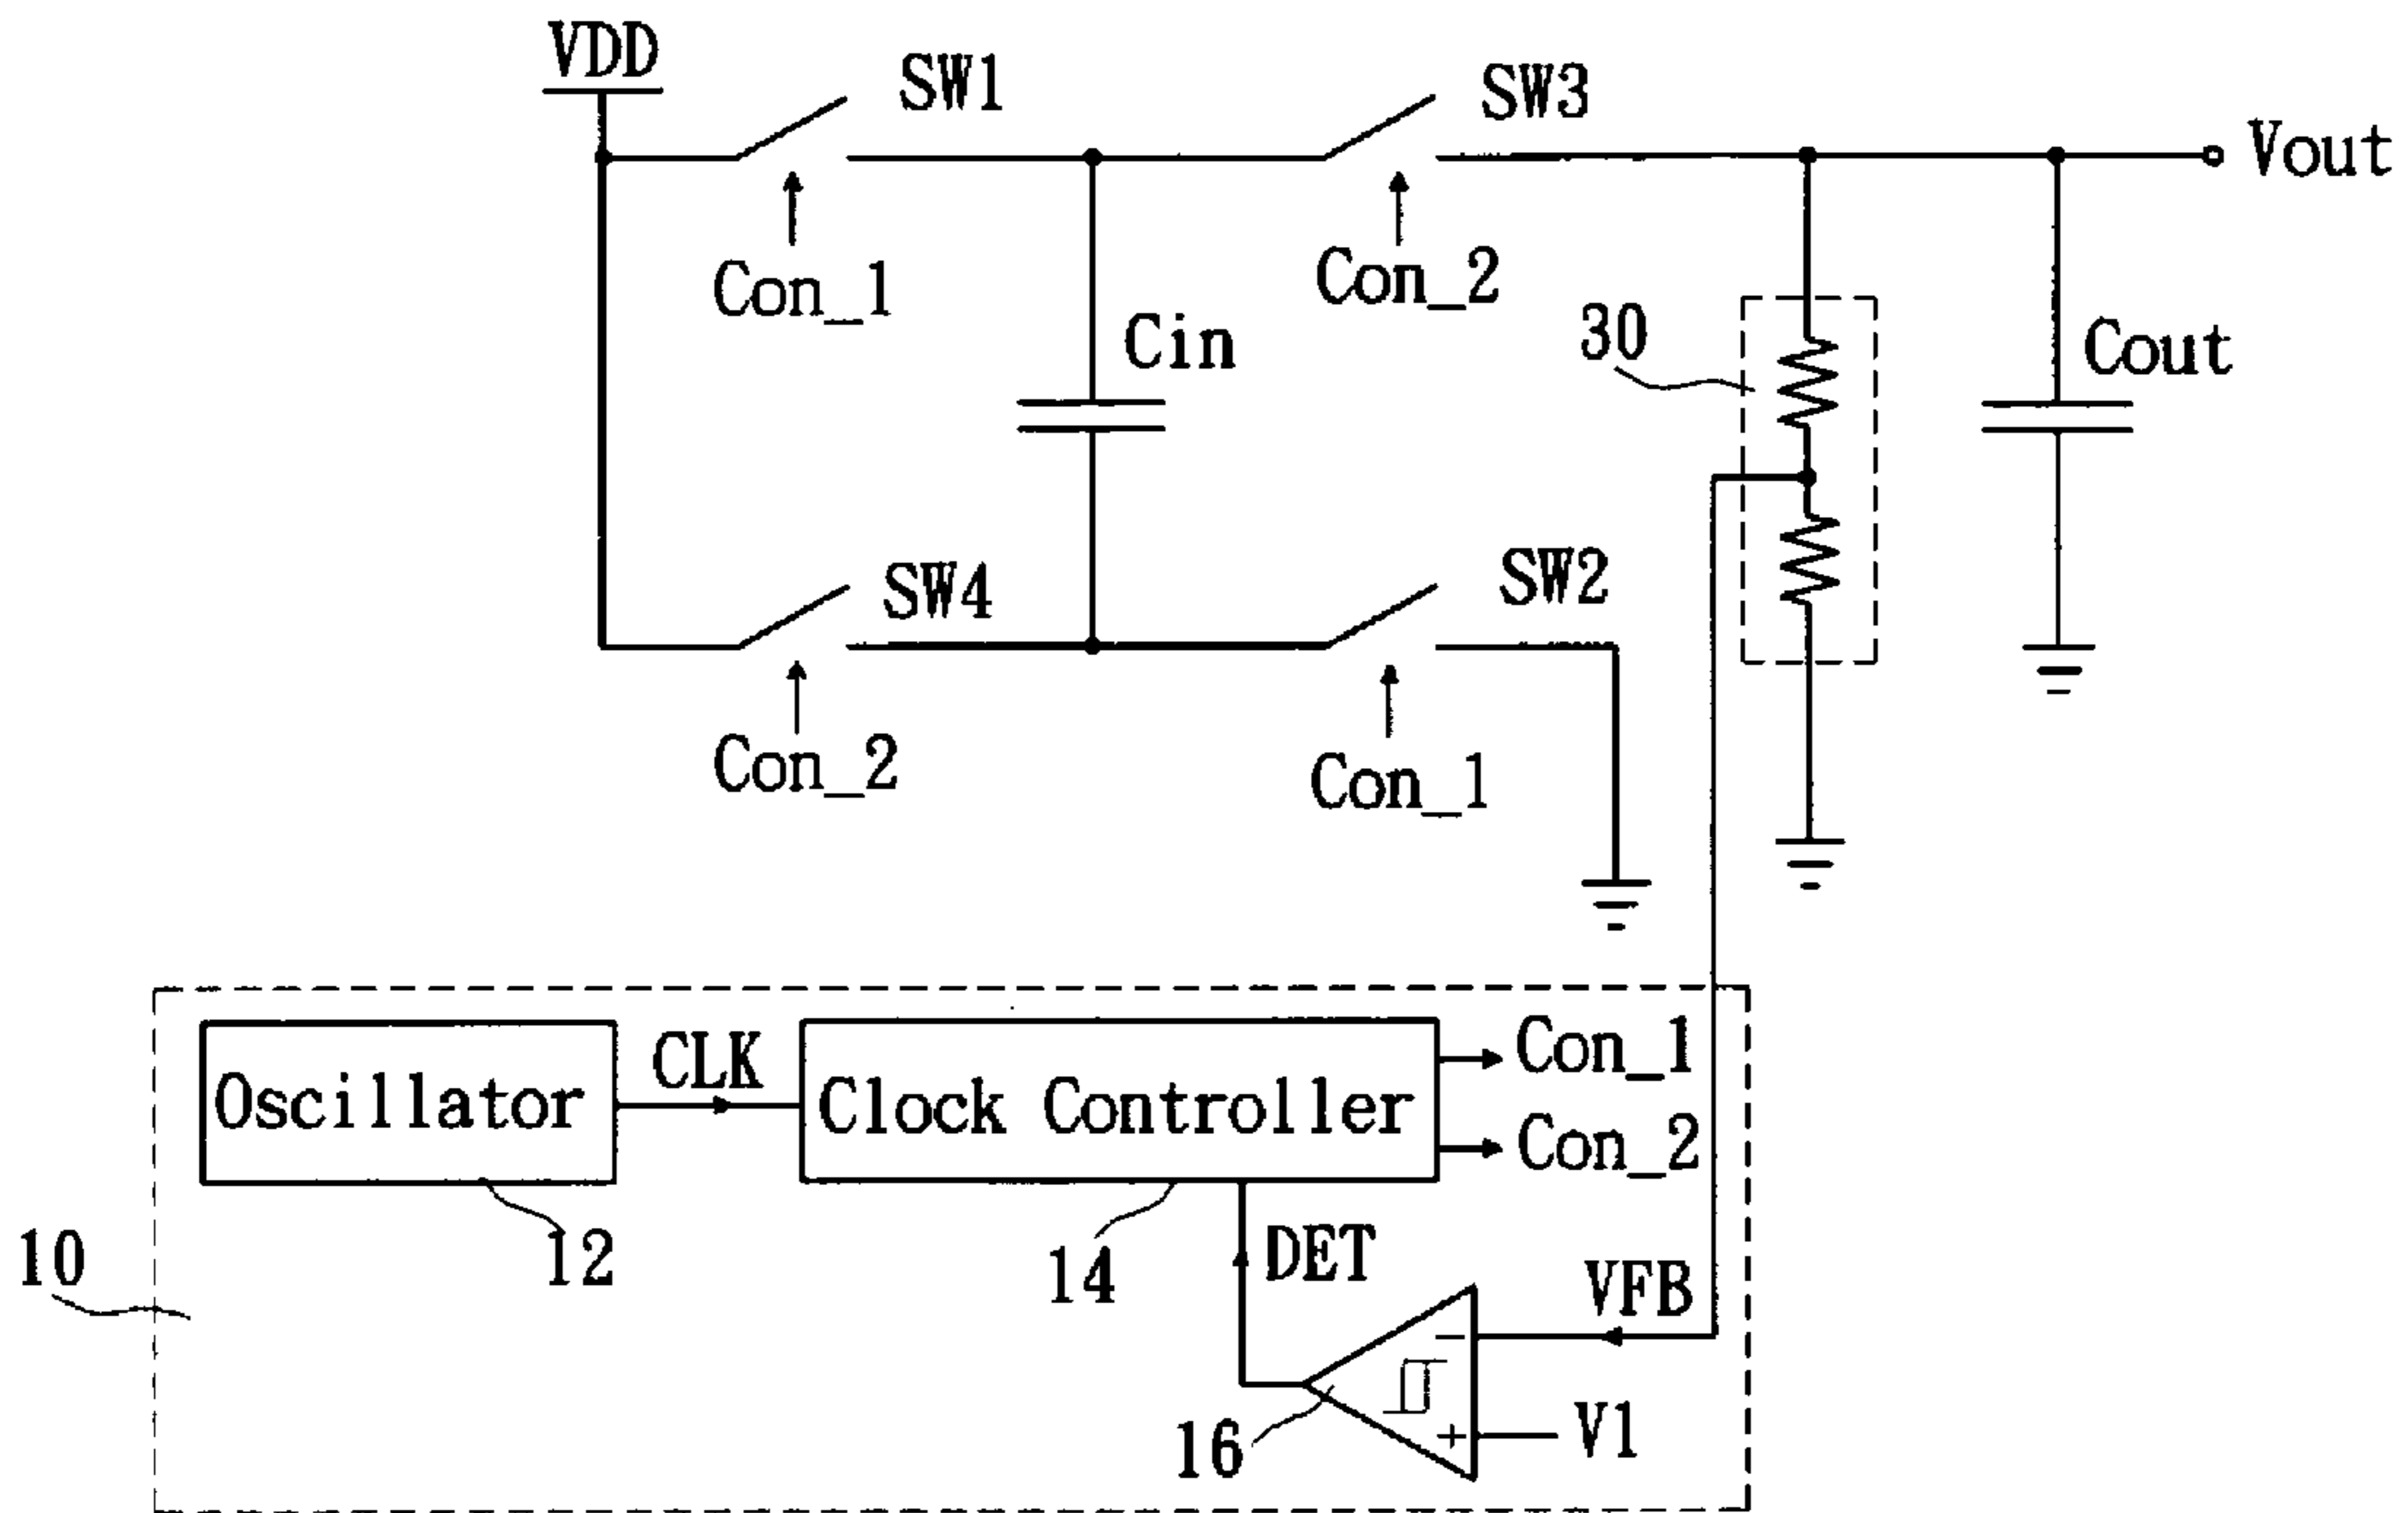 VDD
SW1
SW3
Vout
Con_1
Con_2
30
Cin
Cout
SW4
SW2
Con_2
Con_1
Oscillator
CLK
Clock Controller
Con_1
Con_2
10
12
14
DET
VFB
−
16
+
V1